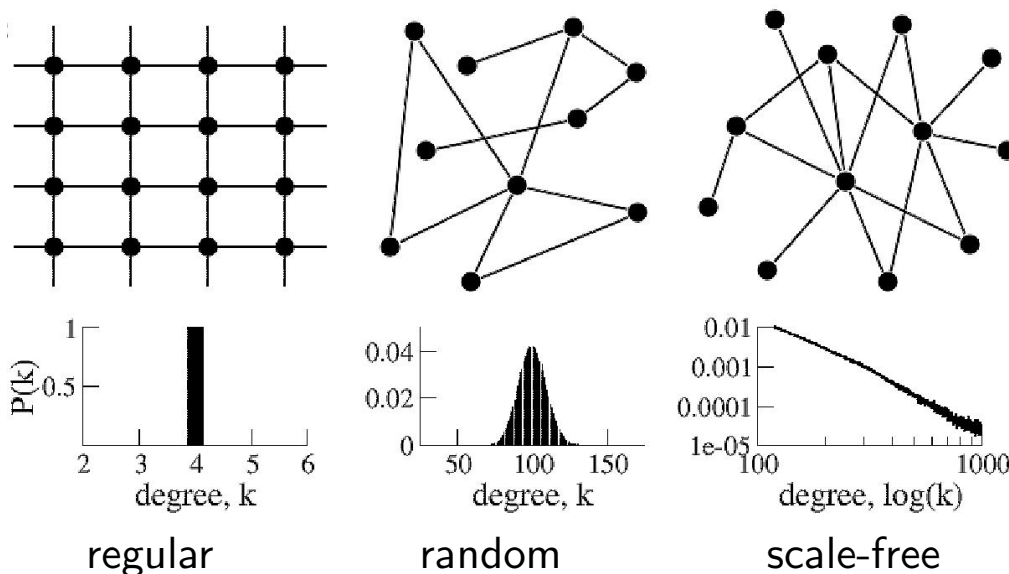 1
0.5
P(k)
2 3 4 5 6
degree, k
regular
0.04
0.02
0
50 100 150
degree, k
random
0.01
0.001
0.0001
1e-05
100 1000
degree, log(k)
scale-free